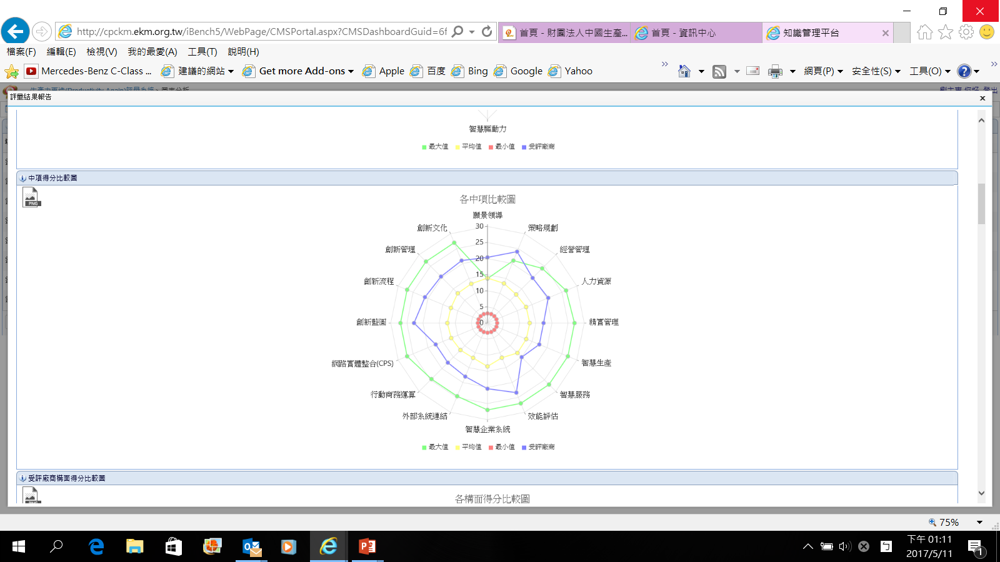 http://cpckm.ekm.org.tw/iBench5/WebPage/CMSPortal.aspx?CMSDashboardGuid=6f
首頁 - 財團法人中國生產...
首頁 - 資訊中心
知識管理平台
檔案(F) 編輯(E) 檢視(V) 我的最愛(A) 工具(T) 說明(H)
Mercedes-Benz C-Class ... 建議的網站 Get more Add-ons Apple 百度 Bing Google Yahoo
網頁(P) 安全性(S) 工具(O)
評量結果報告
智慧驅動力
最大值 平均值 最小值 受評廠商
中項得分比較圖
PNG
各中項比較圖
願景領導
創新文化 策略規劃
創新管理 經營管理
創新流程 人力資源
創新藍圖 精實管理
網路實體整合(CPS) 智慧生產
行動商務運算 智慧服務
外部系統連結 效能評估
智慧企業系統
30
25
20
15
10
5
0
最大值 平均值 最小值 受評廠商
受評廠商構面得分比較圖
各構面得分比較圖
75%
下午 01:11
2017/5/11
1